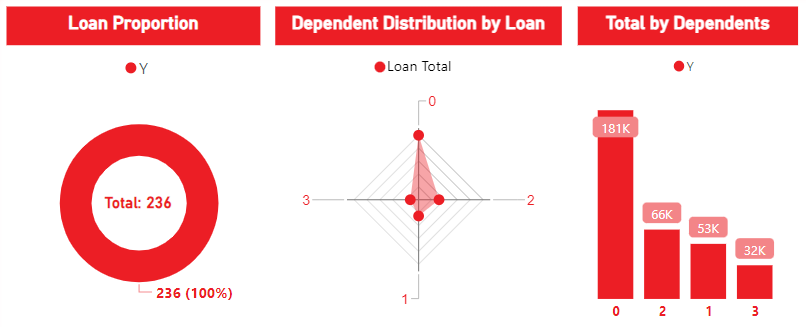 Loan Proportion
Y
Total: 236
236 (100%)
Dependent Distribution by Loan
Loan Total
0
3
2
1
Total by Dependents
Y
181K
66K
53K
32K
0 2 1 3